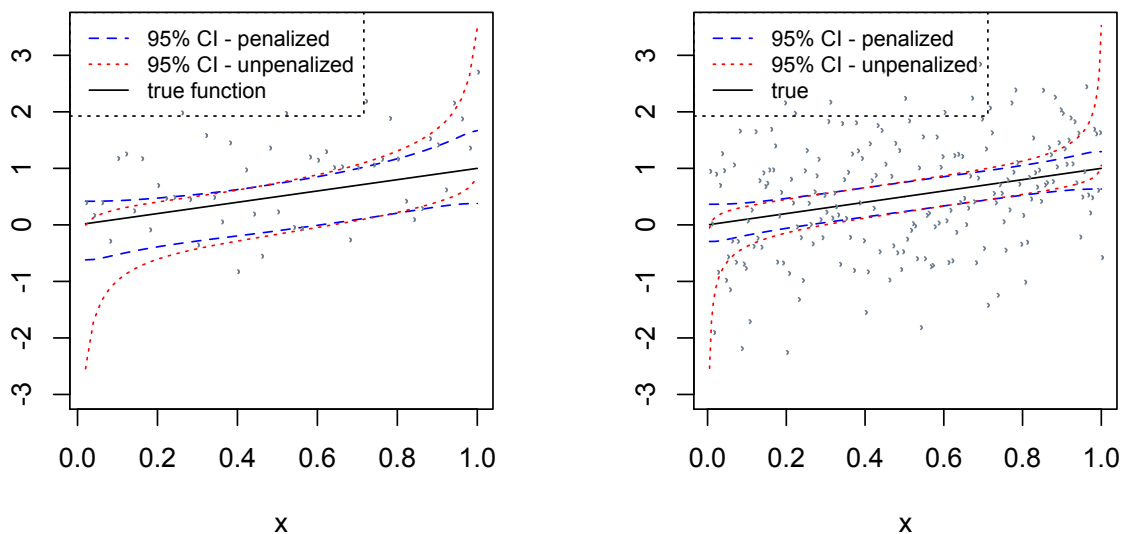 95% CI - penalized
95% CI - unpenalized
true function
3
2
1
0
-1
-2
-3
0.0 0.2 0.4 0.6 0.8 1.0
x
95% CI - penalized
95% CI - unpenalized
true
3
2
1
0
-1
-2
-3
0.0 0.2 0.4 0.6 0.8 1.0
x